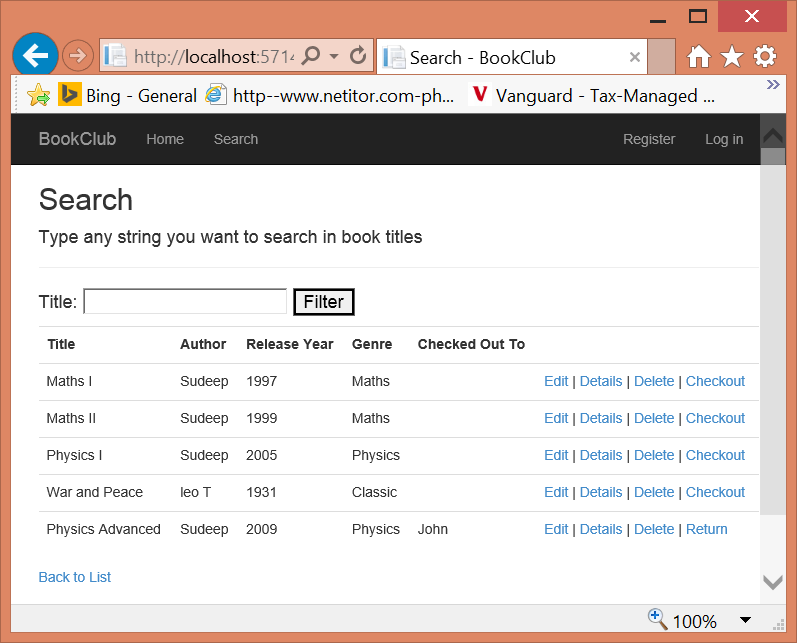 http://localhost:5714
Search - BookClub
Bing - General
http--www.netitor.com-ph...
Vanguard - Tax-Managed ...
BookClub Home Search Register Log in
Search
Type any string you want to search in book titles
Title: Filter
Title Author Release Year Genre Checked Out To
Maths I Sudeep 1997 Maths Edit | Details | Delete | Checkout
Maths II Sudeep 1999 Maths Edit | Details | Delete | Checkout
Physics I Sudeep 2005 Physics Edit | Details | Delete | Checkout
War and Peace leo T 1931 Classic Edit | Details | Delete | Checkout
Physics Advanced Sudeep 2009 Physics John Edit | Details | Delete | Return
Back to List
100%